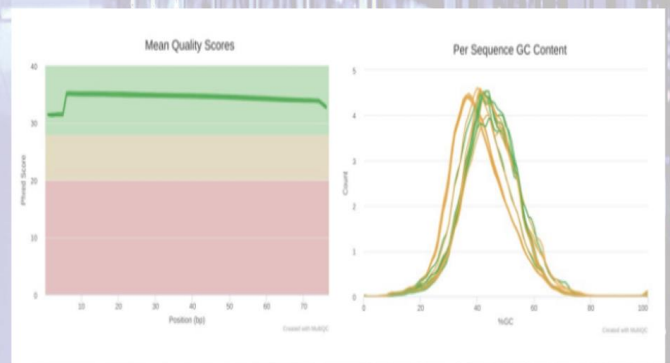 Mean Quality Scores
40
30
20
10
0
Phred Score
10 20 30 40 50 60 70
Position (bp)
Created with MultiQC
Per Sequence GC Content
5
4
3
2
1
0
Count
0 20 40 60 80 100
%GC
Created with MultiQC